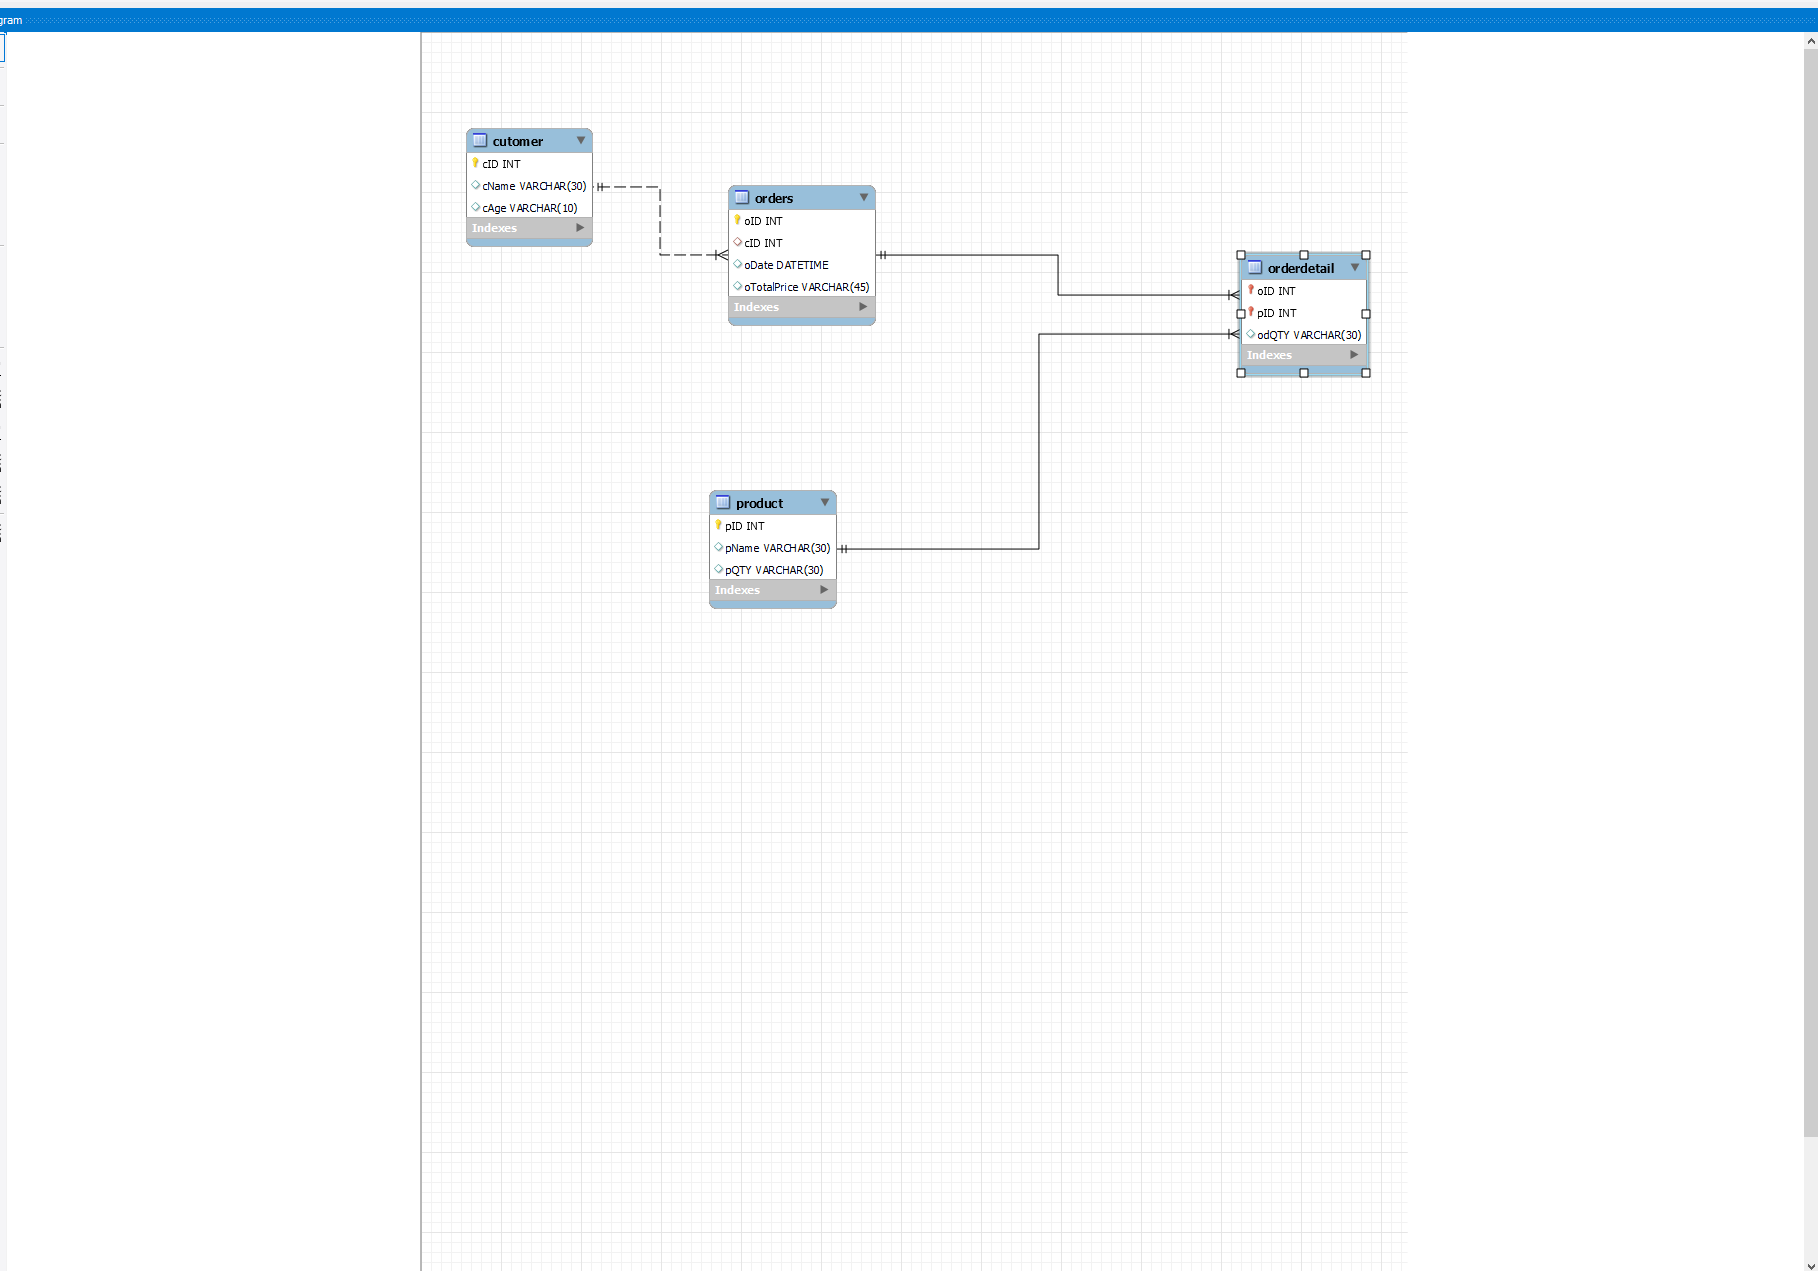 gram
cutomer
cID INT
cName VARCHAR(30)
cAge VARCHAR(10)
Indexes
orders
oID INT
cID INT
oDate DATETIME
oTotalPrice VARCHAR(45)
Indexes
orderdetail
oID INT
pID INT
odQTY VARCHAR(30)
Indexes
product
pID INT
pName VARCHAR(30)
pQTY VARCHAR(30)
Indexes